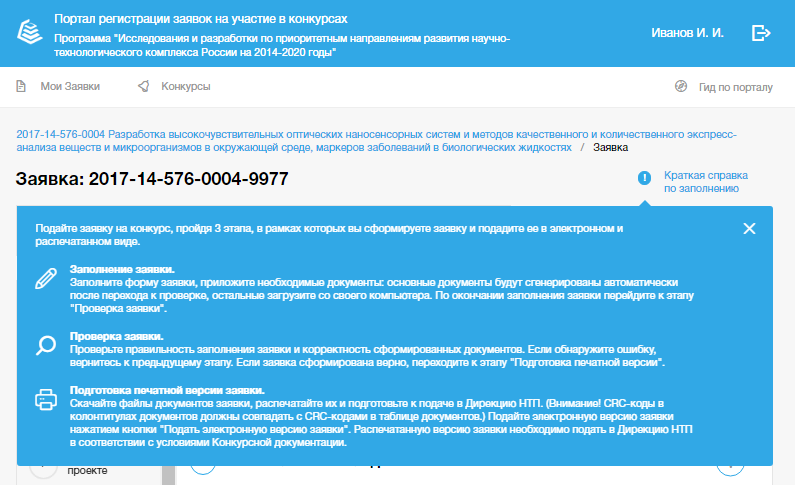 Портал регистрации заявок на участие в конкурсах
Программа "Исследования и разработки по приоритетным направлениям развития научно-
технологического комплекса России на 2014-2020 годы"
Иванов И. И.
Мои Заявки
Конкурсы
Гид по порталу
2017-14-576-0004 Разработка высокочувствительных оптических наносенсорных систем и методов качественного и количественного экспресс-
анализа веществ и микроорганизмов в окружающей среде, маркеров заболеваний в биологических жидкостях / Заявка
Заявка: 2017-14-576-0004-9977
Краткая справка
по заполнению
Подайте заявку на конкурс, пройдя 3 этапа, в рамках которых вы сформируете заявку и подадите ее в электронном и
распечатанном виде.
Заполнение заявки.
Заполните форму заявки, приложите необходимые документы: основные документы будут сгенерированы автоматически
после перехода к проверке, остальные загрузите со своего компьютера. По окончании заполнения заявки перейдите к этапу
"Проверка заявки".
Проверка заявки.
Проверьте правильность заполнения заявки и корректность сформированных документов. Если обнаружите ошибку,
вернитесь к предыдущему этапу. Если заявка сформирована верно, переходите к этапу "Подготовка печатной версии".
Подготовка печатной версии заявки.
Скачайте файлы документов заявки, распечатайте их и подготовьте к подаче в Дирекцию НТП. (Внимание! CRC-коды в
колонтитулах документов должны совпадать с CRC-кодами в таблице документов.) Подайте электронную версию заявки
нажатием кнопки "Подать электронную версию заявки". Распечатанную версию заявки необходимо подать в Дирекцию НТП
в соответствии с условиями Конкурсной документации.
проекте